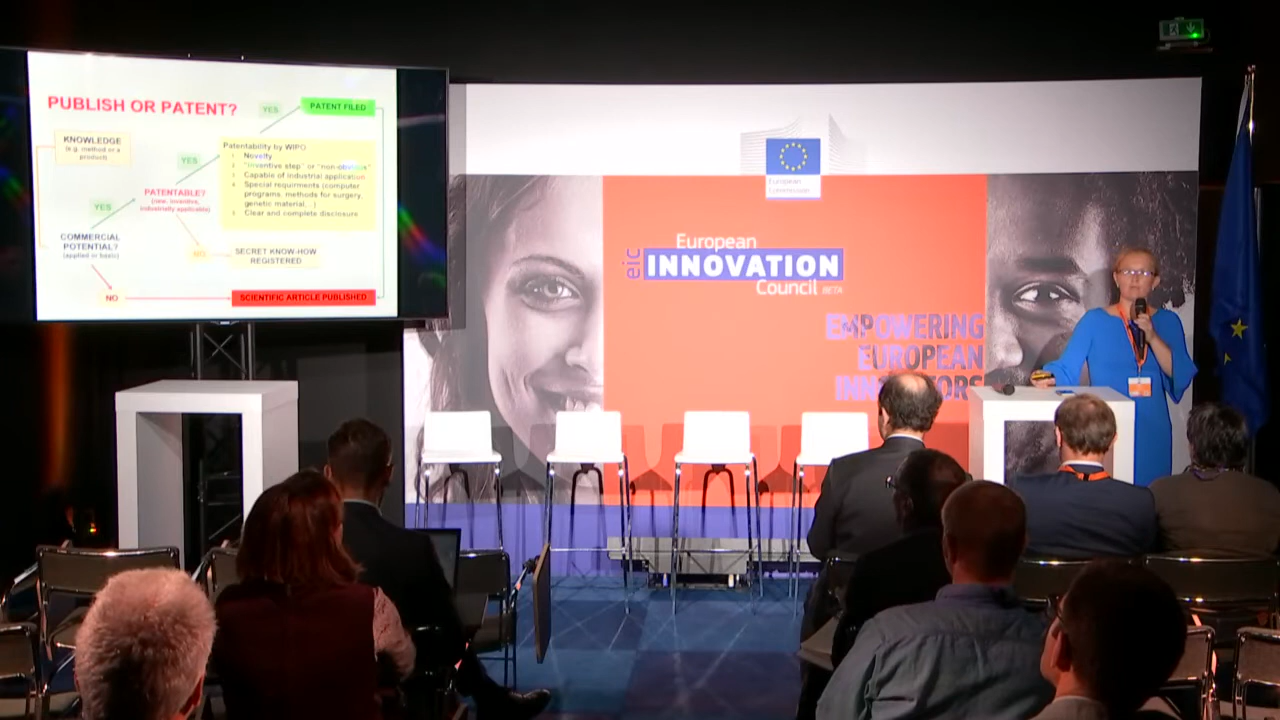 PUBLISH OR PATENT?
YES
PATENT FILED
KNOWLEDGE
(e.g. method or a
product)
YES
Patentability by WIPO
1. Novelty
2. "Inventive step" or "non-obvious"
3. Capable of industrial application
4. Special requirments (computer
programs, methods for surgery,
genetic material...)
5. Clear and complete disclosure
PATENTABLE?
(new, inventive,
industrially applicable)
YES
COMMERCIAL
POTENTIAL?
(applied or basic)
NO
SECRET KNOW-HOW
REGISTERED
NO
SCIENTIFIC ARTICLE PUBLISHED
European
Commission
eic
European
INNOVATION
Council BETA
EMPOWERING
EUROPEAN